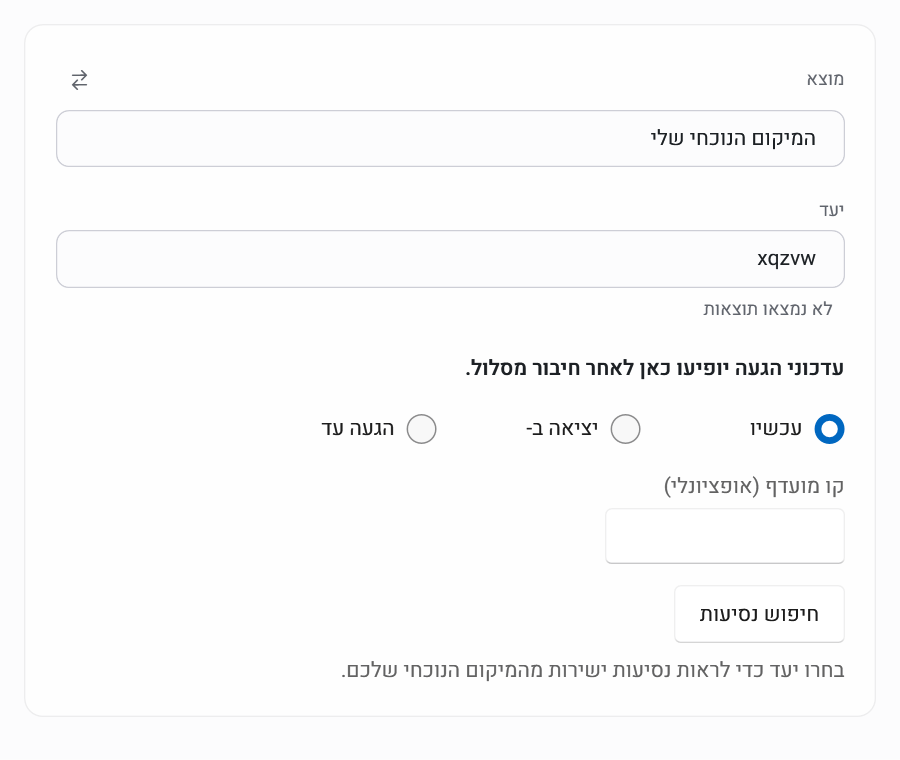 מוצא
המיקום הנוכחי שלי
יעד
xqzvw
לא נמצאו תוצאות
עדכוני הגעה יופיעו כאן לאחר חיבור מסלול.
עכשיו יציאה ב- הגעה עד
קו מועדף (אופציונלי)
חיפוש נסיעות
בחרו יעד כדי לראות נסיעות ישירות מהמיקום הנוכחי שלכם.